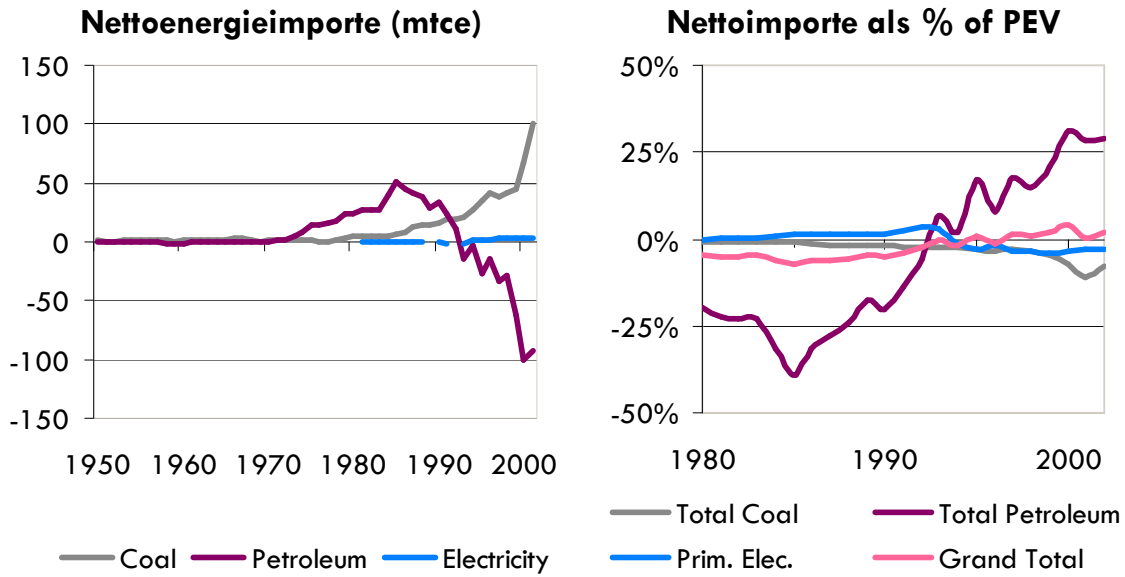 Nettoenergieimporte (mtce)
150
100
50
0
-50
-100
-150
1950 1960 1970 1980 1990 2000
Coal Petroleum Electricity
Nettoimporte als % of PEV
50%
25%
0%
-25%
-50%
1980 1990 2000
Total Coal Total Petroleum
Prim. Elec. Grand Total